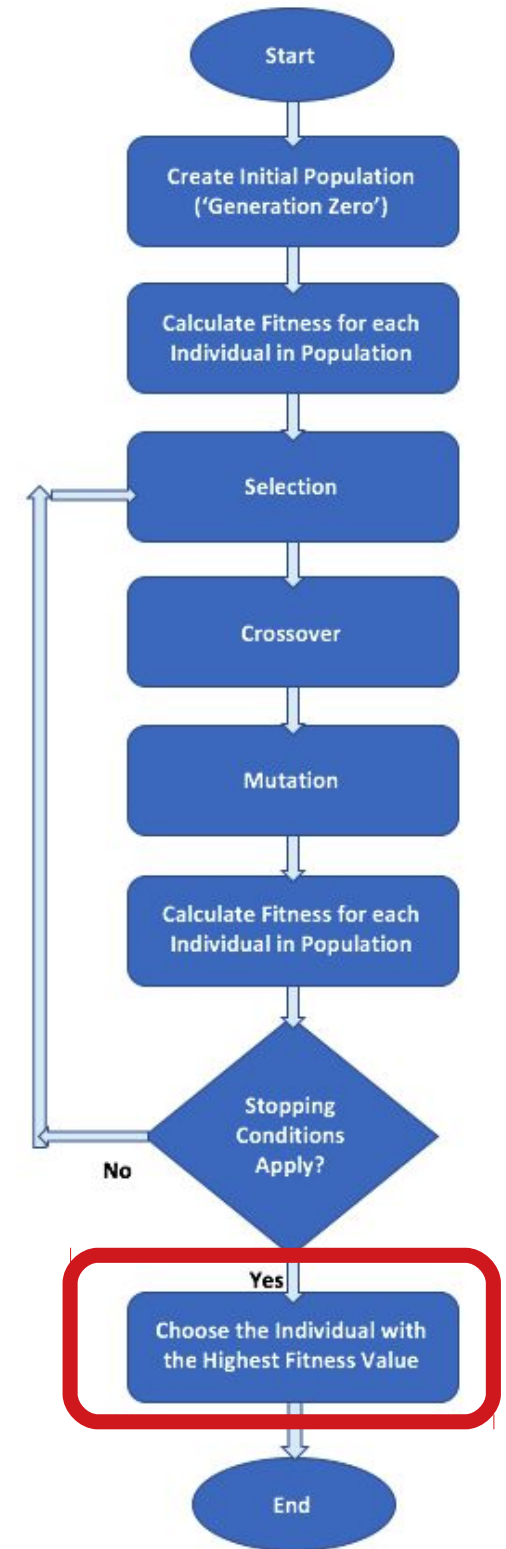 Start
Create Initial Population
(‘Generation Zero’)
Calculate Fitness for each
Individual in Population
Selection
Crossover
Mutation
Calculate Fitness for each
Individual in Population
Stopping
Conditions
Apply?
No
Yes
Choose the Individual with
the Highest Fitness Value
End